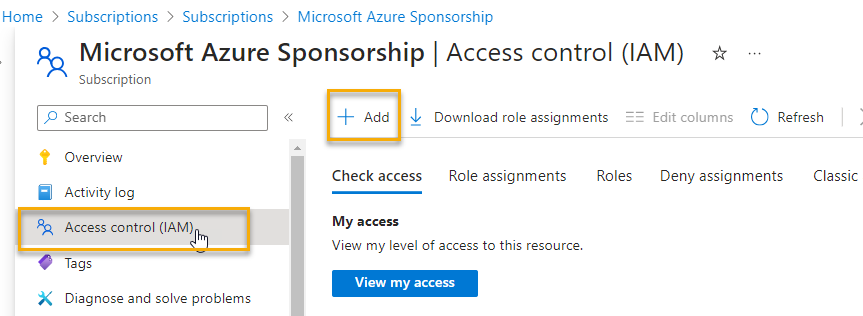 Home > Subscriptions > Subscriptions > Microsoft Azure Sponsorship
Microsoft Azure Sponsorship | Access control (IAM) ☆ ···
Subscription
Search «
+ Add Download role assignments Edit columns Refresh
Overview
Activity log
Access control (IAM)
Tags
Diagnose and solve problems
Check access Role assignments Roles Deny assignments Classic
My access
View my level of access to this resource.
View my access